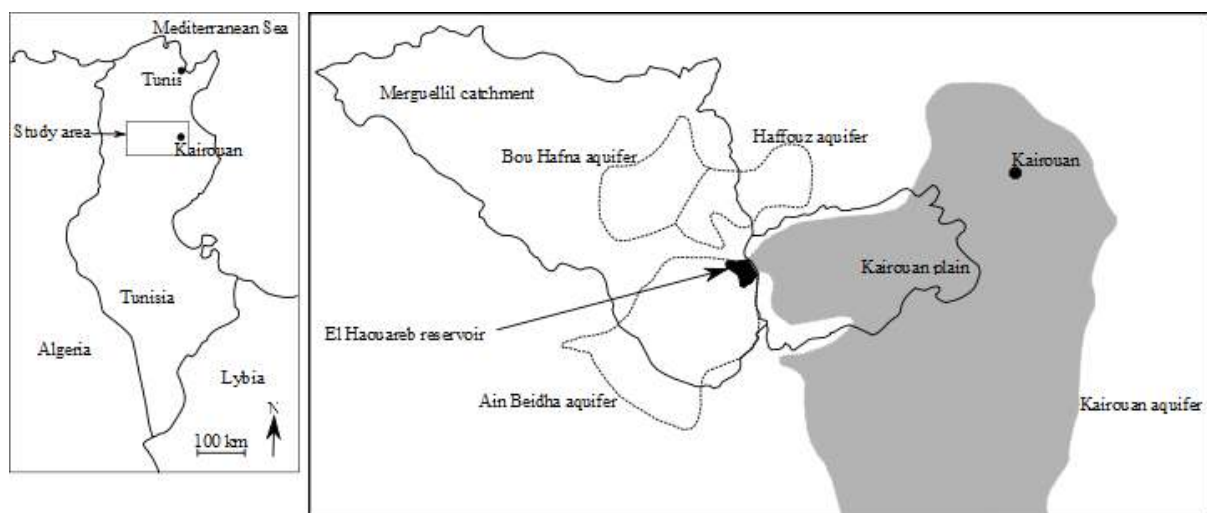 Mediterranean Sea
Tunis
Study area
Kairouan
Tunisia
Algeria
Lybia
N
100 km
Merguellil catchment
Haffouz aquifer
Bou Hafna aquifer
Kairouan
Kairouan plain
El Haouareb reservoir
Ain Beidha aquifer
Kairouan aquifer